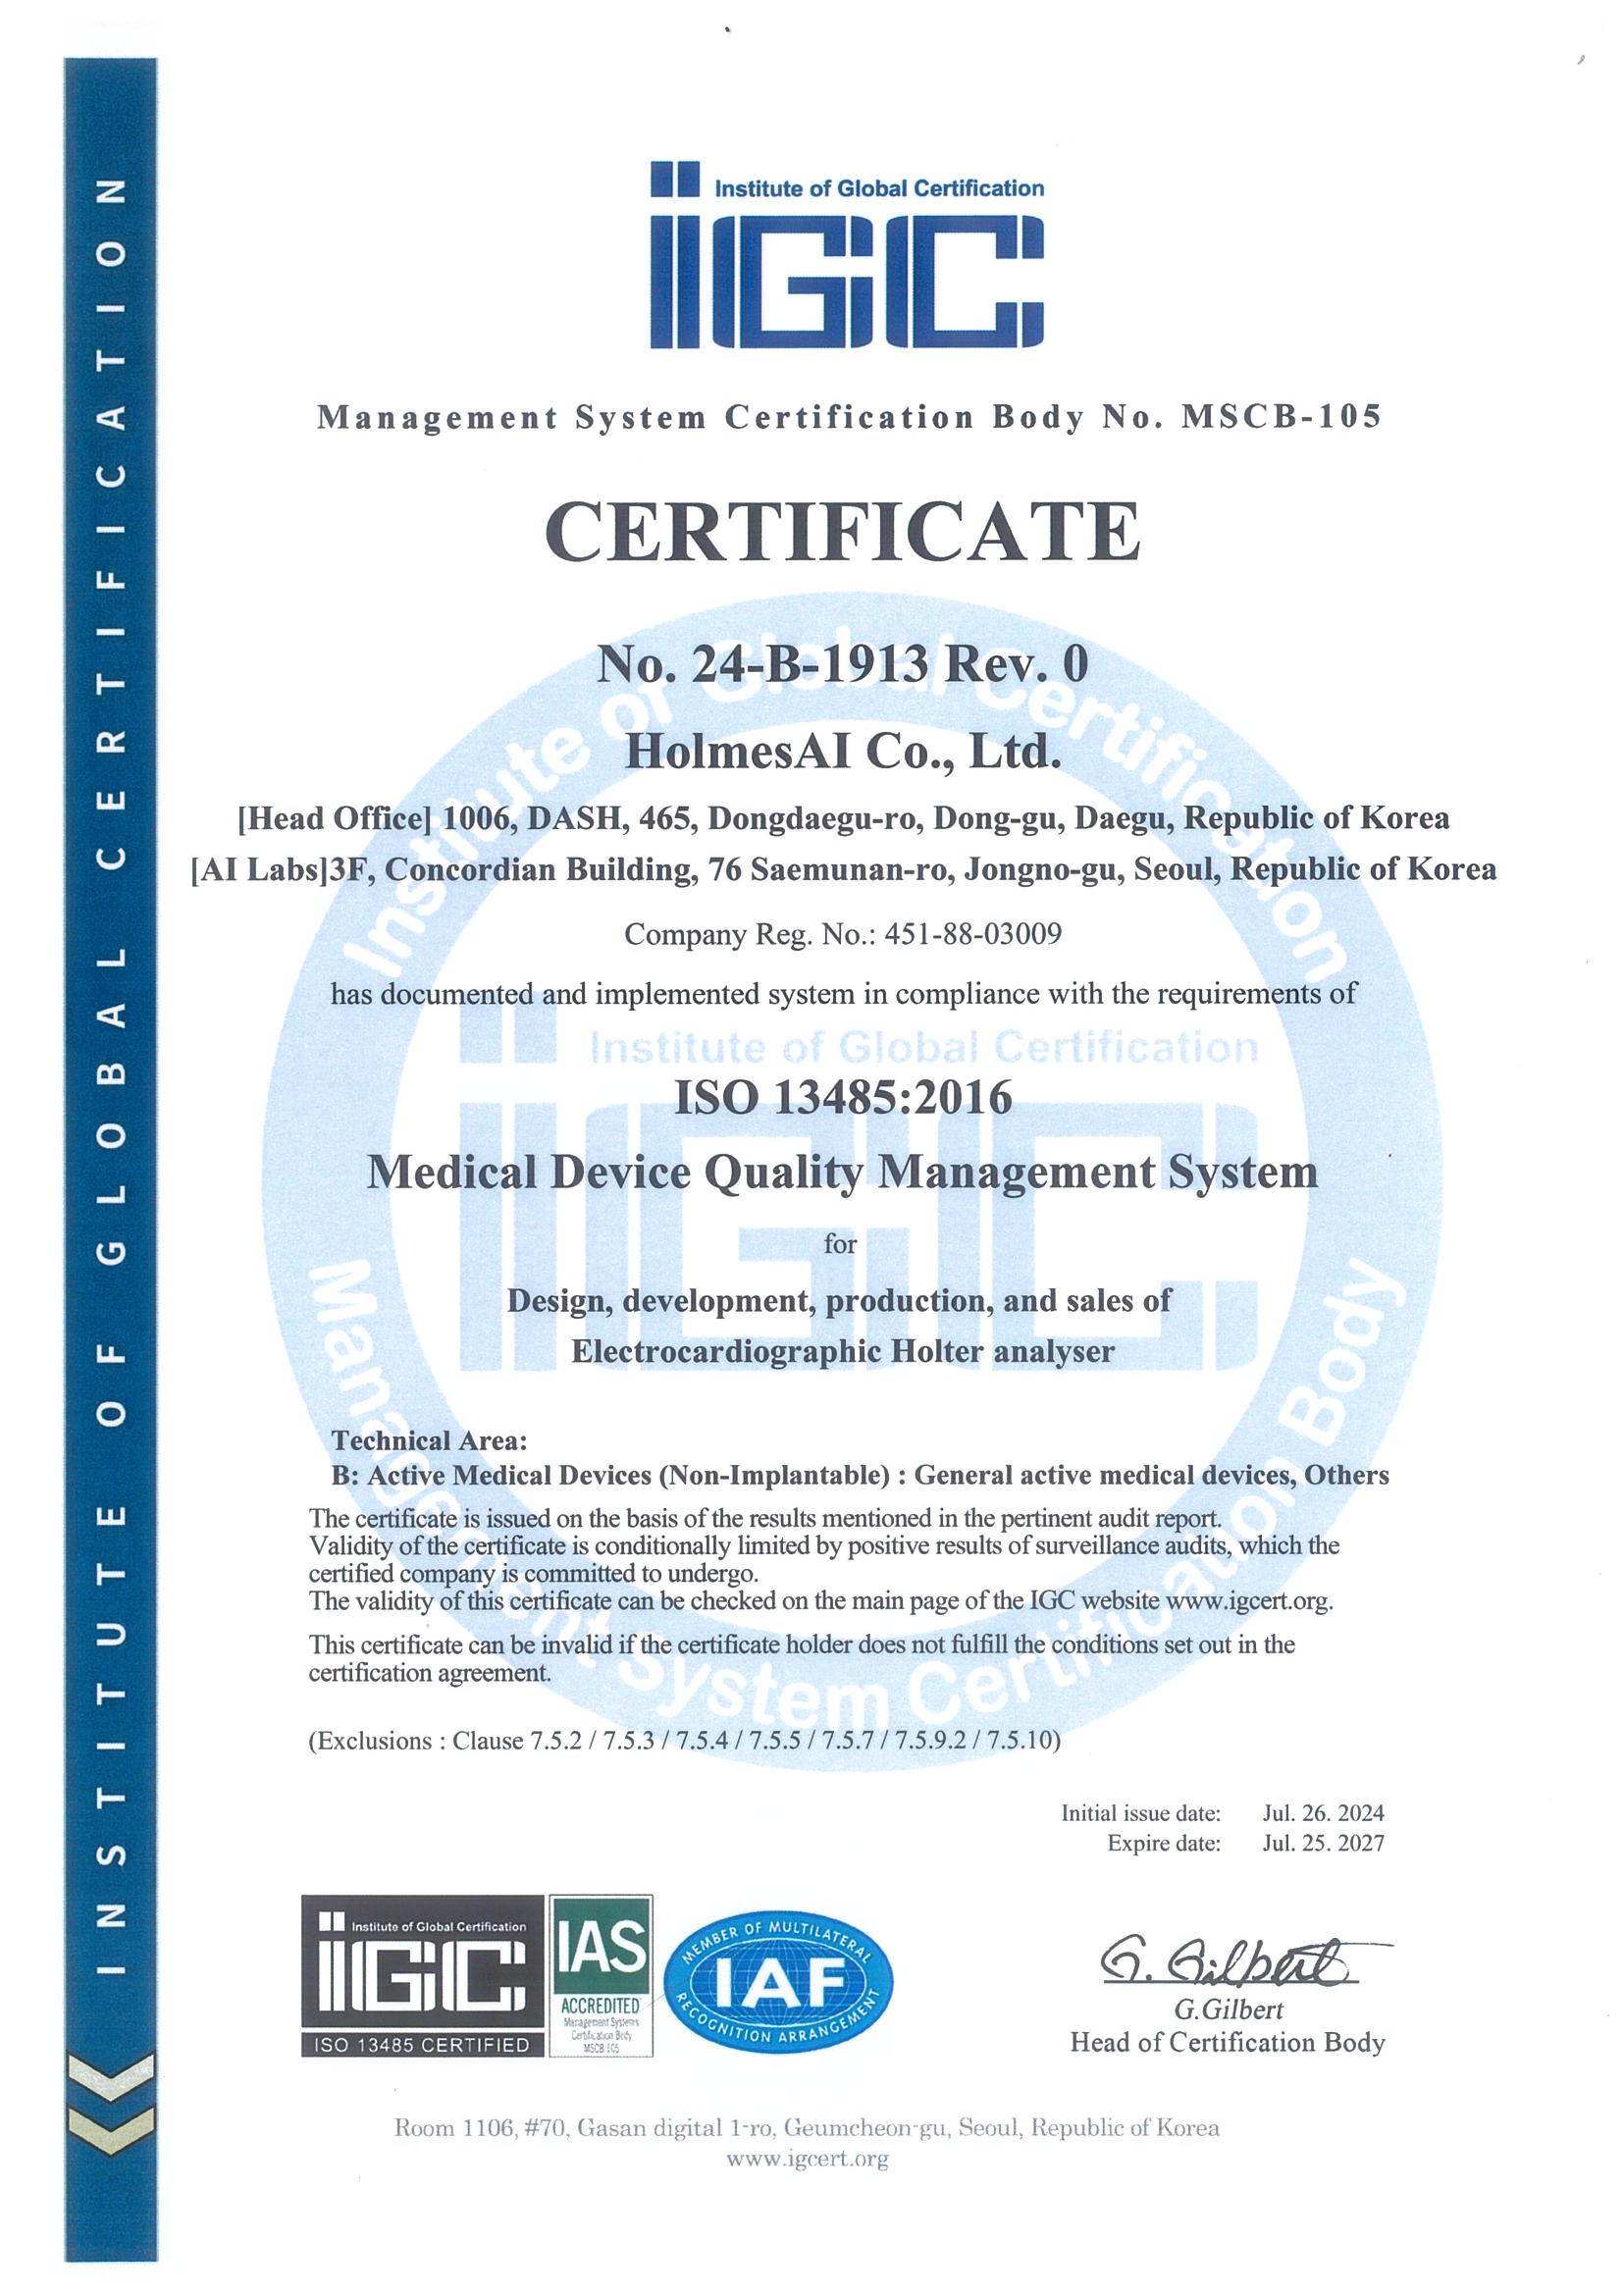 INSTITUTE OF GLOBAL CERTIFICATION
Institute of Global Certification
iGC
Management System Certification Body No. MSCB-105
CERTIFICATE
No. 24-B-1913 Rev. 0
HolmesAI Co., Ltd.
[Head Office] 1006, DASH, 465, Dongdaegu-ro, Dong-gu, Daegu, Republic of Korea
[AI Labs]3F, Concordian Building, 76 Saemunan-ro, Jongno-gu, Seoul, Republic of Korea
Company Reg. No.: 451-88-03009
has documented and implemented system in compliance with the requirements of
ISO 13485:2016
Medical Device Quality Management System
for
Design, development, production, and sales of
Electrocardiographic Holter analyser
Technical Area:
B: Active Medical Devices (Non-Implantable) : General active medical devices, Others
The certificate is issued on the basis of the results mentioned in the pertinent audit report.
Validity of the certificate is conditionally limited by positive results of surveillance audits, which the
certified company is committed to undergo.
The validity of this certificate can be checked on the main page of the IGC website www.igcert.org.
This certificate can be invalid if the certificate holder does not fulfill the conditions set out in the
certification agreement.
(Exclusions : Clause 7.5.2 / 7.5.3 / 7.5.4 / 7.5.5 / 7.5.7 / 7.5.9.2 / 7.5.10)
Initial issue date: Jul. 26. 2024
Expire date: Jul. 25. 2027
Institute of Global Certification
iGC
ISO 13485 CERTIFIED
IAS
ACCREDITED
Management Systems
Certification Body
MSCB 105
MEMBER OF MULTILATERAL
IAF
RECOGNITION ARRANGEMENT
G. Gilbert
G.Gilbert
Head of Certification Body
Room 1106, #70, Gasan digital 1-ro, Geumcheon-gu, Seoul, Republic of Korea
www.igcert.org
Institute of Global Certification
Institute of Global Certification
iGC
Management System Certification Body